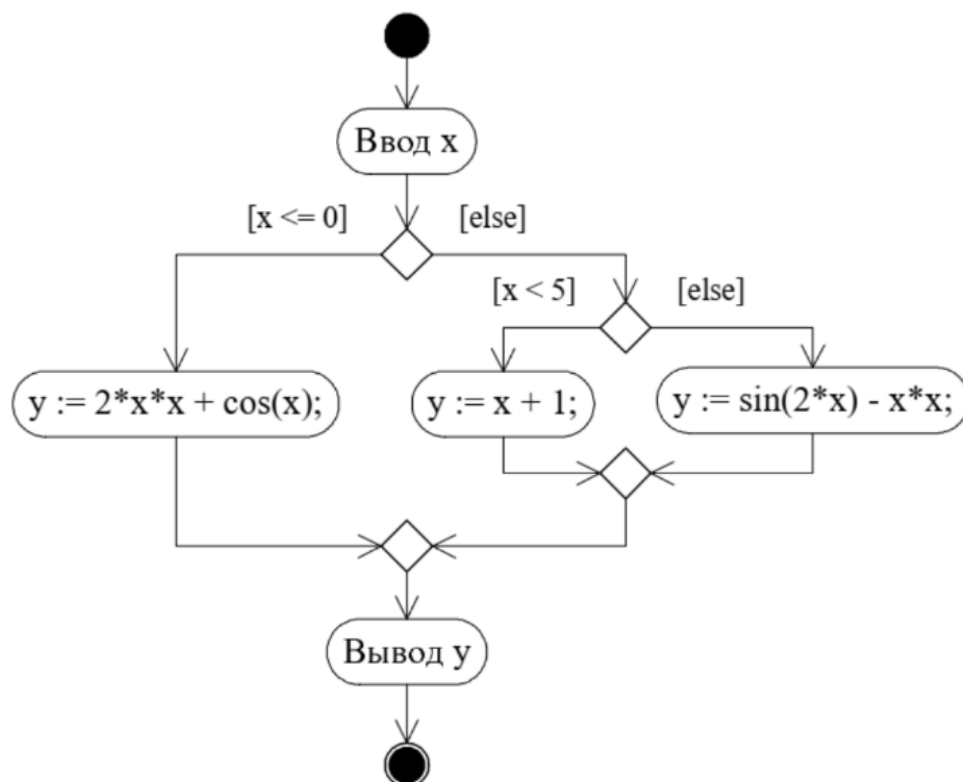 Ввод x
[x <= 0]
[else]
[x < 5]
[else]
y := 2*x*x + cos(x);
y := x + 1;
y := sin(2*x) - x*x;
Вывод y